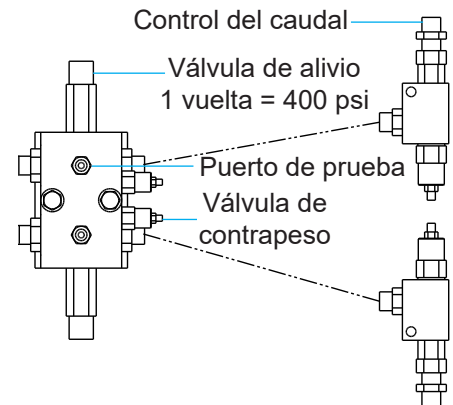 Control del caudal
Válvula de alivio
1 vuelta = 400 psi
Puerto de prueba
Válvula de
contrapeso